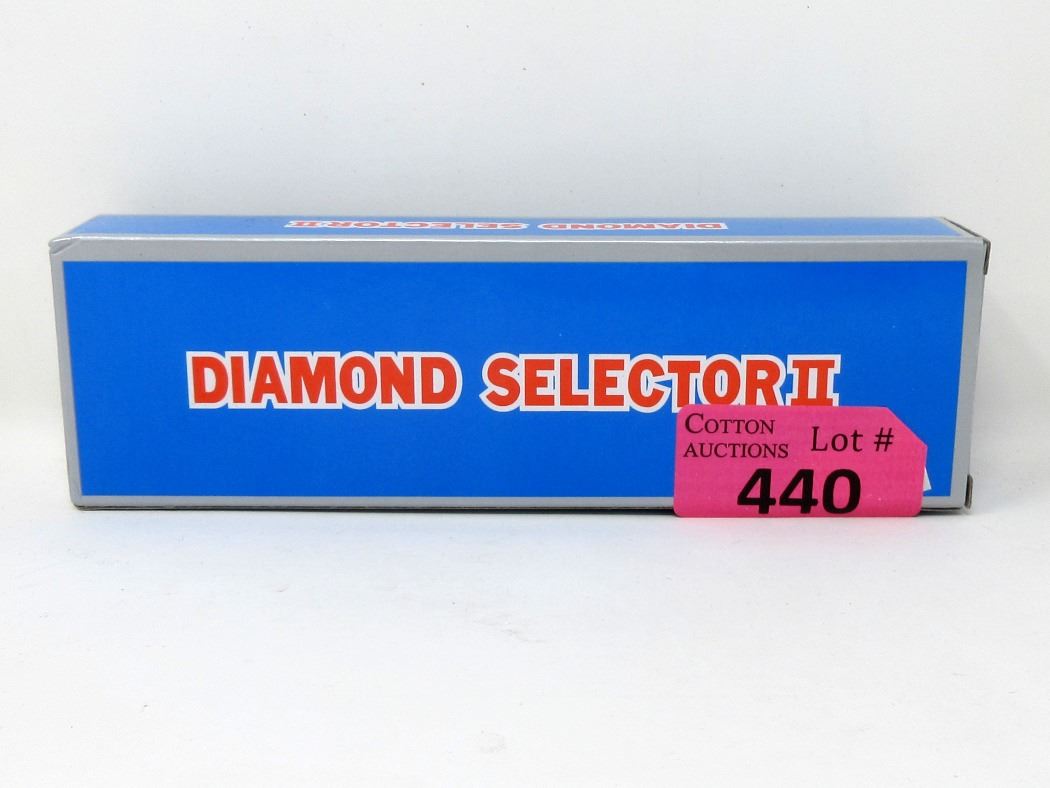 DIAMOND SELECTOR II
DIAMOND SELECTOR II
COTTON
AUCTIONS
Lot #
440